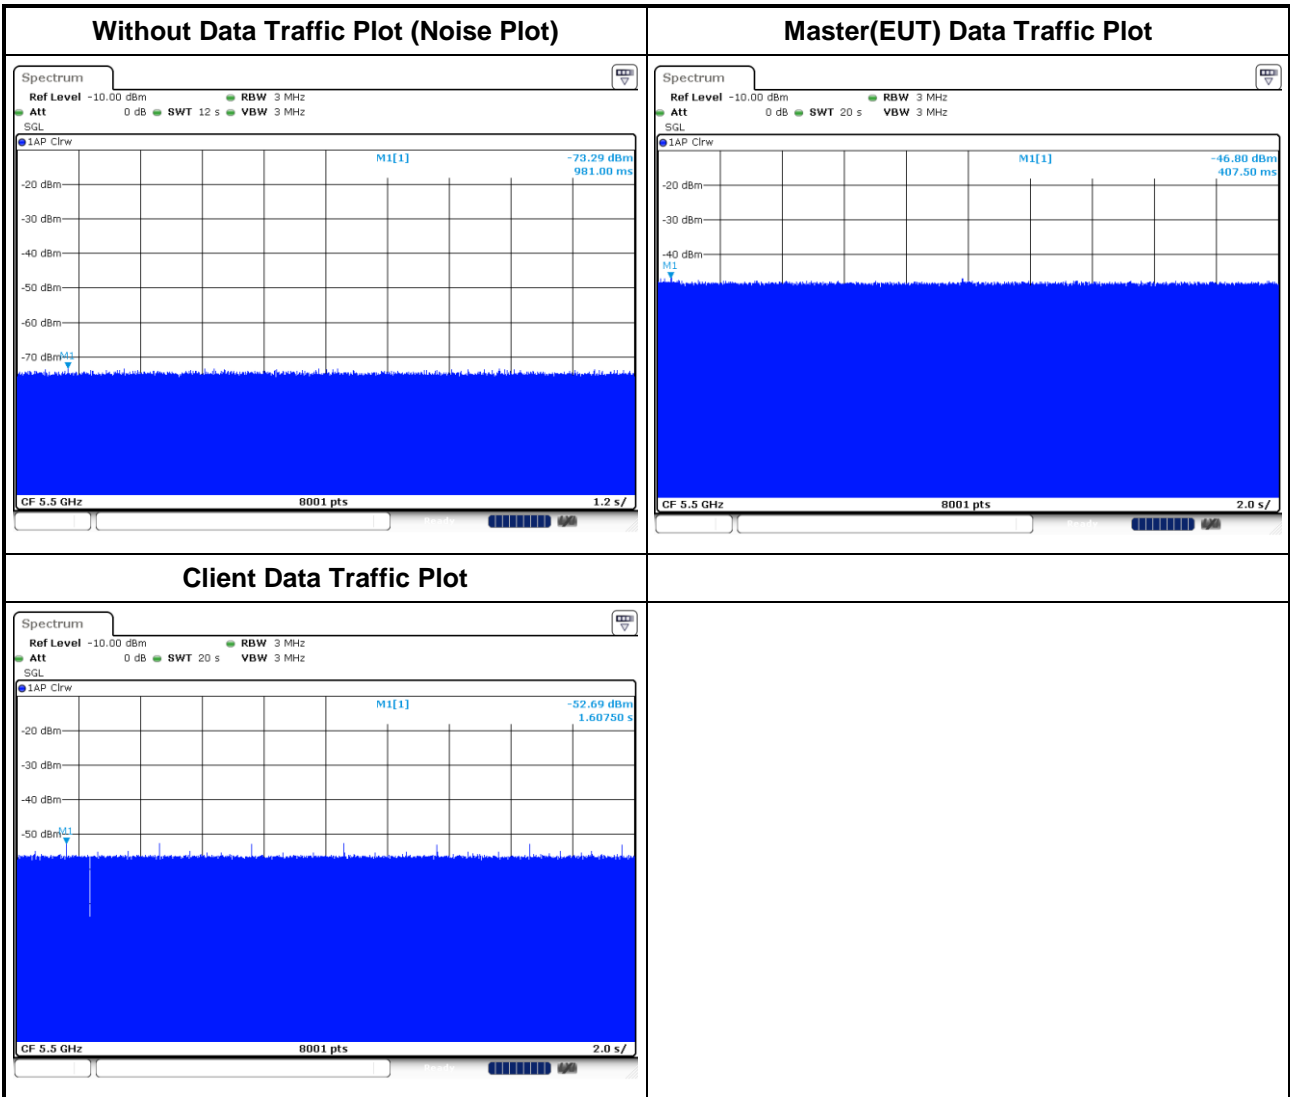 Without Data Traffic Plot (Noise Plot)
Spectrum
Ref Level -10.00 dBm RBW 3 MHz
Att 0 dB SWT 12 s VBW 3 MHz
SGL
1AP Clrw
M1[1] -73.29 dBm
981.00 ms
-20 dBm
-30 dBm
-40 dBm
-50 dBm
-60 dBm
-70 dBm
M1
CF 5.5 GHz 8001 pts 1.2 s/
Ready
Master(EUT) Data Traffic Plot
Spectrum
Ref Level -10.00 dBm RBW 3 MHz
Att 0 dB SWT 20 s VBW 3 MHz
SGL
1AP Clrw
M1[1] -46.80 dBm
407.50 ms
-20 dBm
-30 dBm
-40 dBm
M1
CF 5.5 GHz 8001 pts 2.0 s/
Ready
Client Data Traffic Plot
Spectrum
Ref Level -10.00 dBm RBW 3 MHz
Att 0 dB SWT 20 s VBW 3 MHz
SGL
1AP Clrw
M1[1] -52.69 dBm
1.60750 s
-20 dBm
-30 dBm
-40 dBm
-50 dBm
M1
CF 5.5 GHz 8001 pts 2.0 s/
Ready